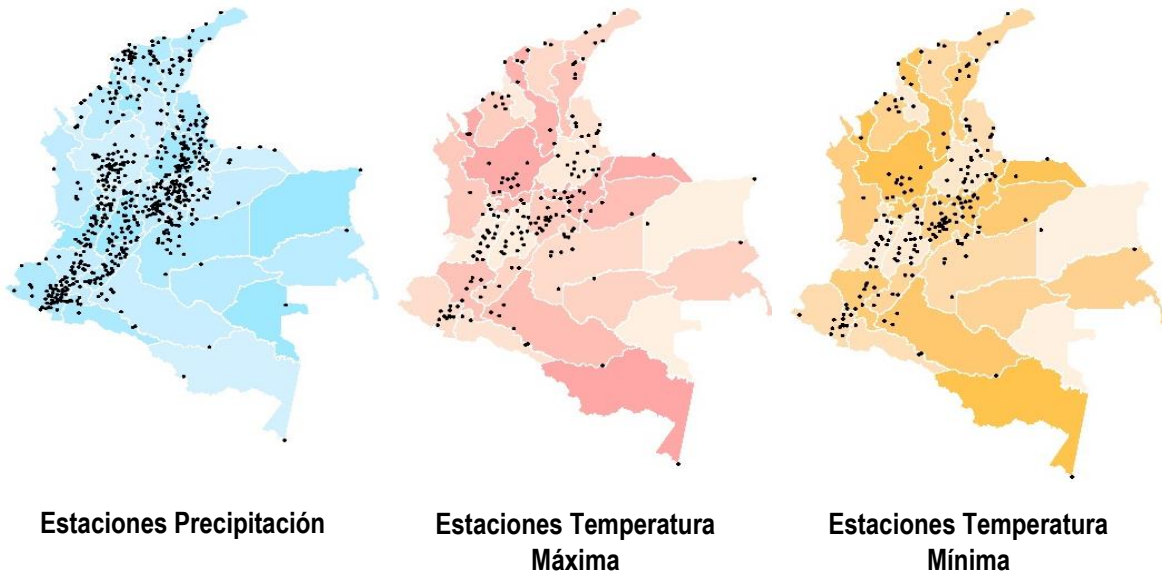 Estaciones Precipitación
Estaciones Temperatura
Máxima
Estaciones Temperatura
Mínima